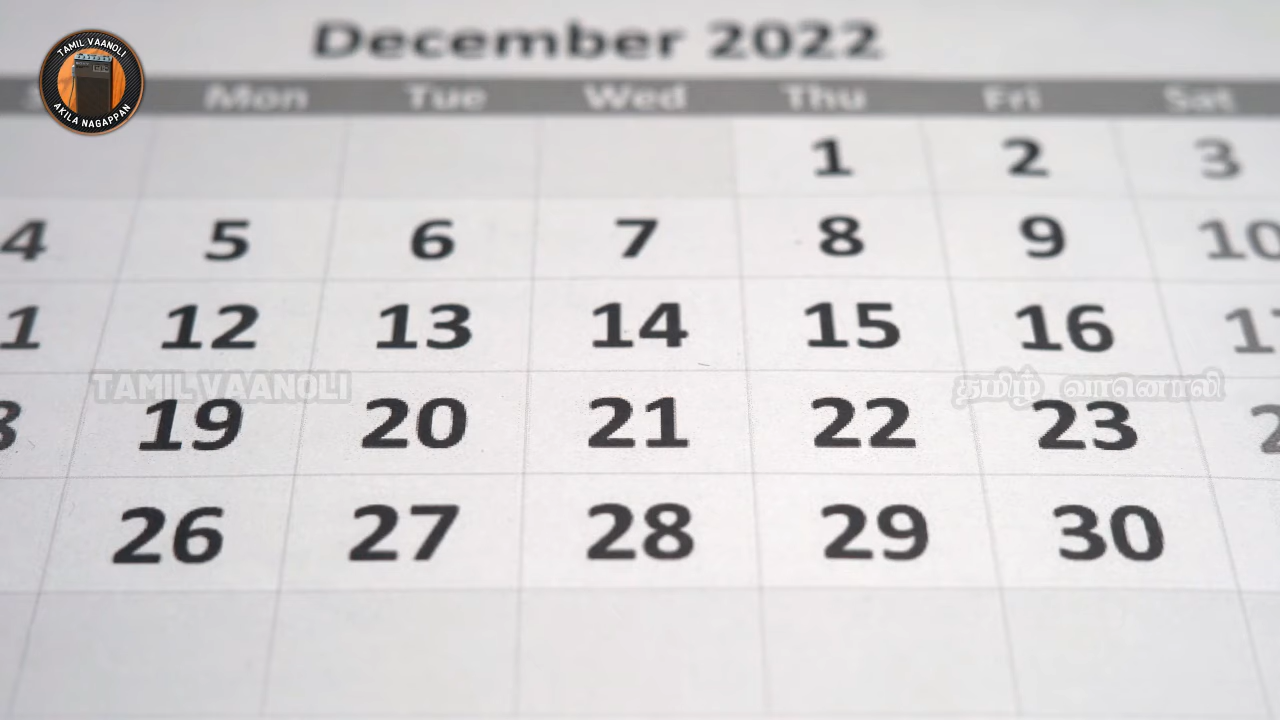 December 2022
TAMIL VAANOLI
AKILA NAGAPPAN
Mon Tue Wed Thu Fri Sat
1 2 3
4 5 6 7 8 9 10
12 13 14 15 16
TAMIL VAANOLI தமிழ் வானொலி
19 20 21 22 23
26 27 28 29 30